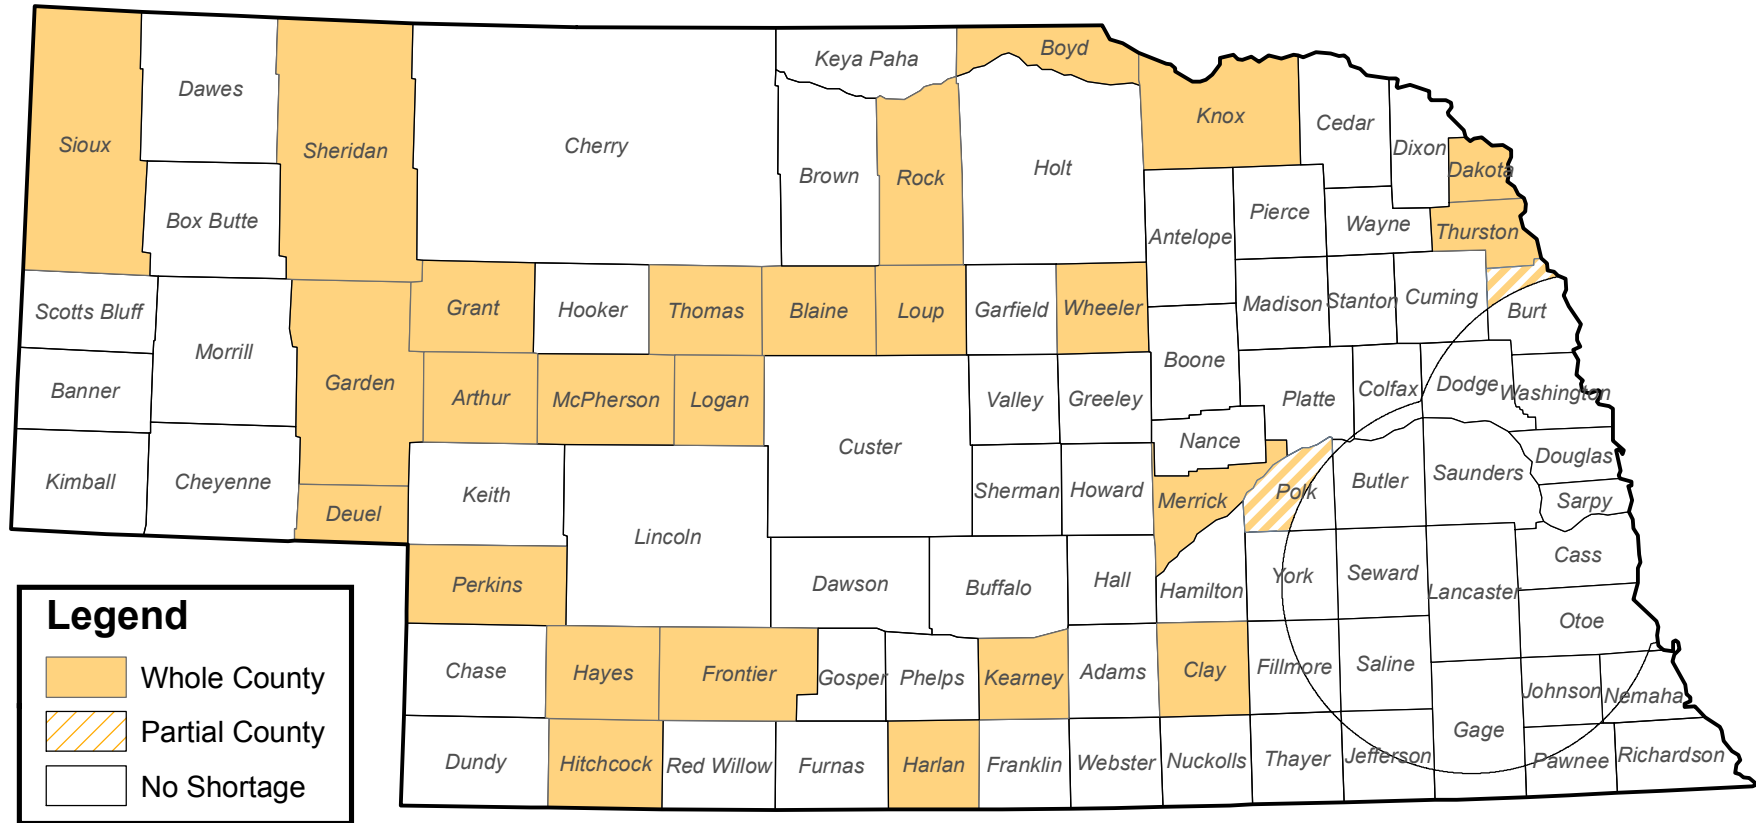 Boyd
Keya Paha
Dawes
Knox
Cedar
Sioux
Sheridan
Cherry
Dixon
Holt
Dakota
Brown
Rock
Box Butte
Pierce
Wayne
Antelope
Thurston
Scotts Bluff
Grant
Hooker
Thomas
Blaine
Loup
Garfield
Wheeler
Madison
Stanton
Cuming
Burt
Morrill
Boone
Banner
Garden
Arthur
McPherson
Logan
Valley
Greeley
Platte
Colfax
Dodge
Washington
Custer
Nance
Kimball
Cheyenne
Keith
Sherman
Howard
Merrick
Polk
Butler
Saunders
Douglas
Sarpy
Deuel
Lincoln
Cass
Perkins
Dawson
Buffalo
Hall
Hamilton
York
Seward
Lancaster
Otoe
Chase
Hayes
Frontier
Gosper
Phelps
Kearney
Adams
Clay
Fillmore
Saline
Johnson
Nemaha
Gage
Dundy
Hitchcock
Red Willow
Furnas
Harlan
Franklin
Webster
Nuckolls
Thayer
Jefferson
Pawnee
Richardson
Legend
Whole County
Partial County
No Shortage